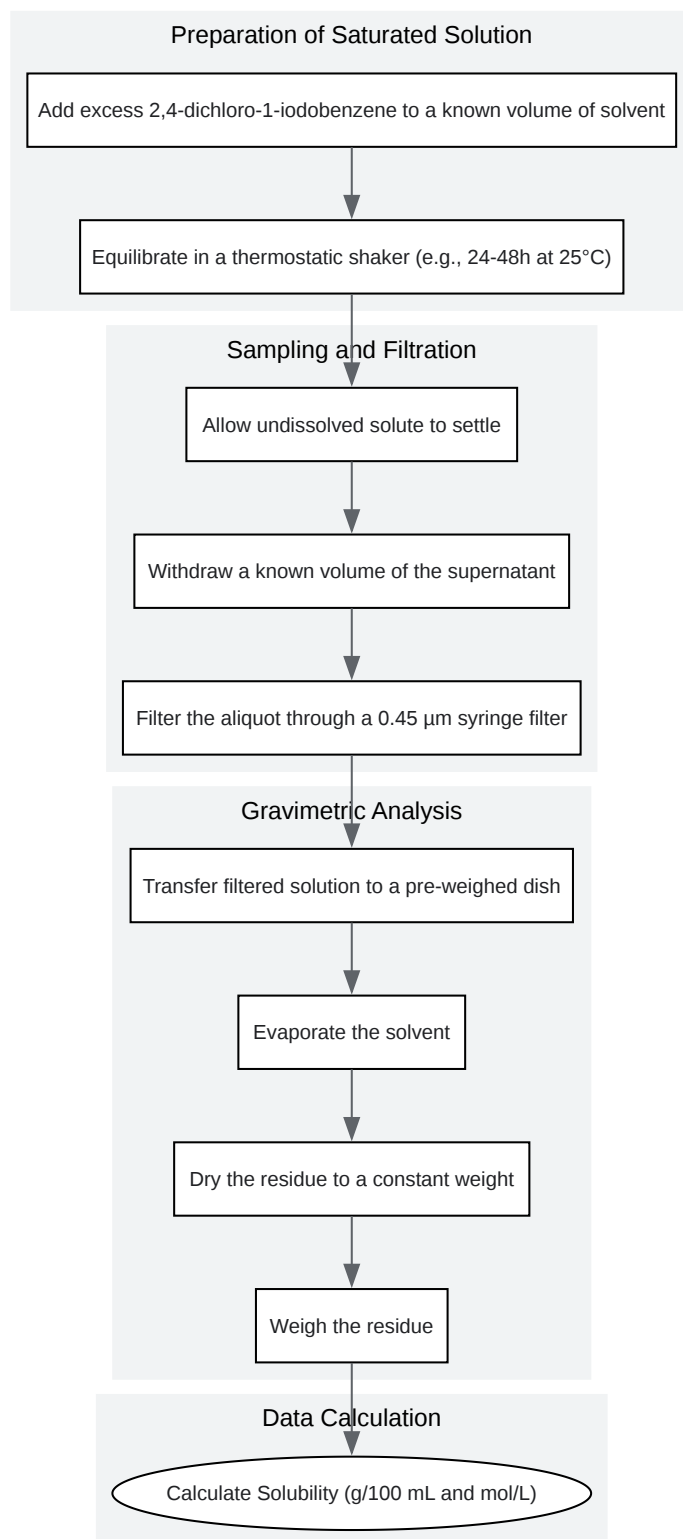 Preparation of Saturated Solution
Add excess 2,4-dichloro-1-iodobenzene to a known volume of solvent
Equilibrate in a thermostatic shaker (e.g., 24-48h at 25°C)
Sampling and Filtration
Allow undissolved solute to settle
Withdraw a known volume of the supernatant
Filter the aliquot through a 0.45 µm syringe filter
Gravimetric Analysis
Transfer filtered solution to a pre-weighed dish
Evaporate the solvent
Dry the residue to a constant weight
Weigh the residue
Data Calculation
Calculate Solubility (g/100 mL and mol/L)